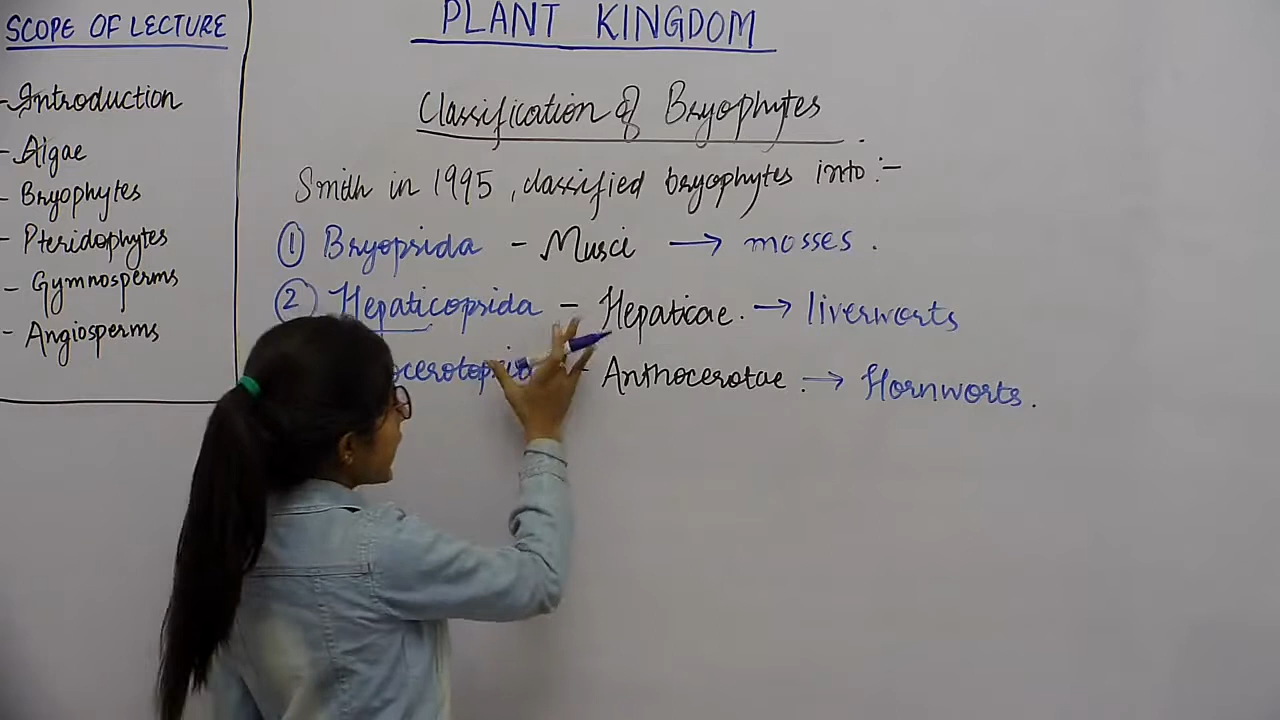 SCOPE OF LECTURE
- Introduction
- Algae
- Bryophytes
- Pteridophytes
- Gymnosperms
- Angiosperms
PLANT KINGDOM
Classification of Bryophytes
Smith in 1995, classified bryophytes into :-
① Bryopsida - Musci → mosses.
② Hepaticopsida - Hepaticae. → liverworts
- Anthocerotae. → Hornworts.